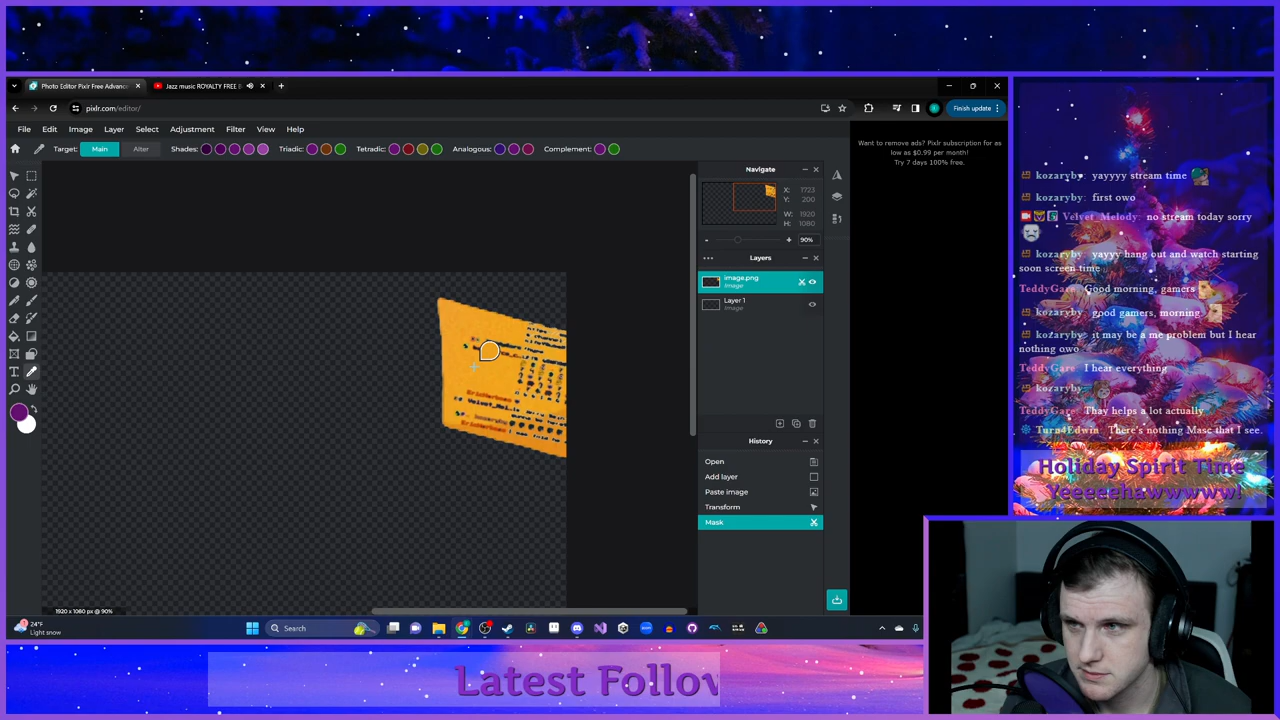 Photo Editor Pixlr Free Advanc
Jazz music ROYALTY FREE B
pixlr.com/editor/
Finish update
File Edit Image Layer Select Adjustment Filter View Help
Target: Main Alter Shades: Triadic: Tetradic: Analogous: Complement:
Want to remove ads? Pixlr subscription for as
low as $0.99 per month!
Try 7 days 100% free.
Navigate
X: 1723
Y: 200
W: 1920
H: 1080
90%
Layers
image.png
Image
Layer 1
Image
History
Open
Add layer
Paste image
Transform
Mask
1920 x 1080 px @ 90%
24°F
Light snow
Search
kozaryby: yayyyy stream time
kozaryby: first owo
Velvet_Melody: no stream today sorry
kozaryby: yayyy hang out and watch starting
soon screen time
TeddyGare: Good morning, gamers
kozaryby: good gamers, morning
kozaryby: it may be a me problem but I hear
nothing owo
TeddyGare: I hear everything
kozaryby:
TeddyGare: Thay helps a lot actually
Turn4Edwin: There's nothing Masc that I see.
Holiday Spirit Time
Yeeeeehawwwww!
Latest Follow